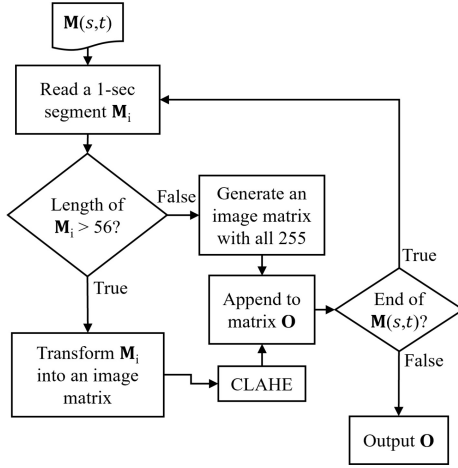 M(s,t)
Read a 1-sec
segment Mi
Length of
Mi > 56?
False
True
Generate an
image matrix
with all 255
Transform Mi
into an image
matrix
CLAHE
Append to
matrix O
End of
M(s,t)?
True
False
Output O